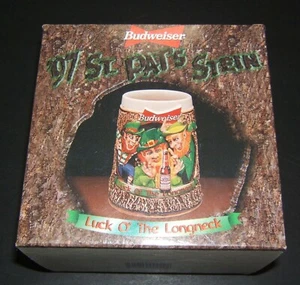 Budweiser
'97 St. Pat's Stein
Budweiser
Luck O' The Longneck